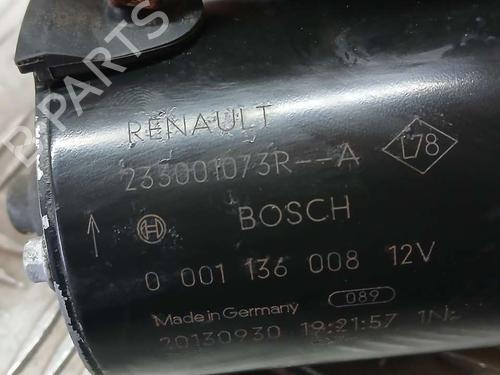 RENAULT
233001073R--A
L78
BOSCH
0 001 136 008 12V
Made in Germany 089
20130930 19:21:57
B-PARTS